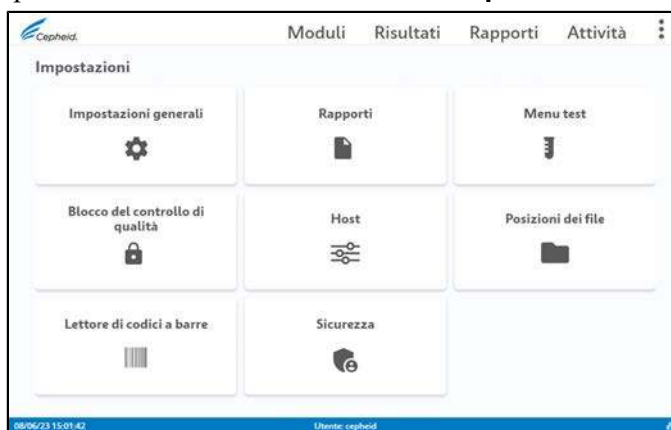 Cepheid.
Moduli Risultati Rapporti Attività
Impostazioni
Impostazioni generali
Rapporti
Menu test
Blocco del controllo di
qualità
Host
Posizioni dei file
Lettore di codici a barre
Sicurezza
08/06/23 15:01:42 Utente: cepheid